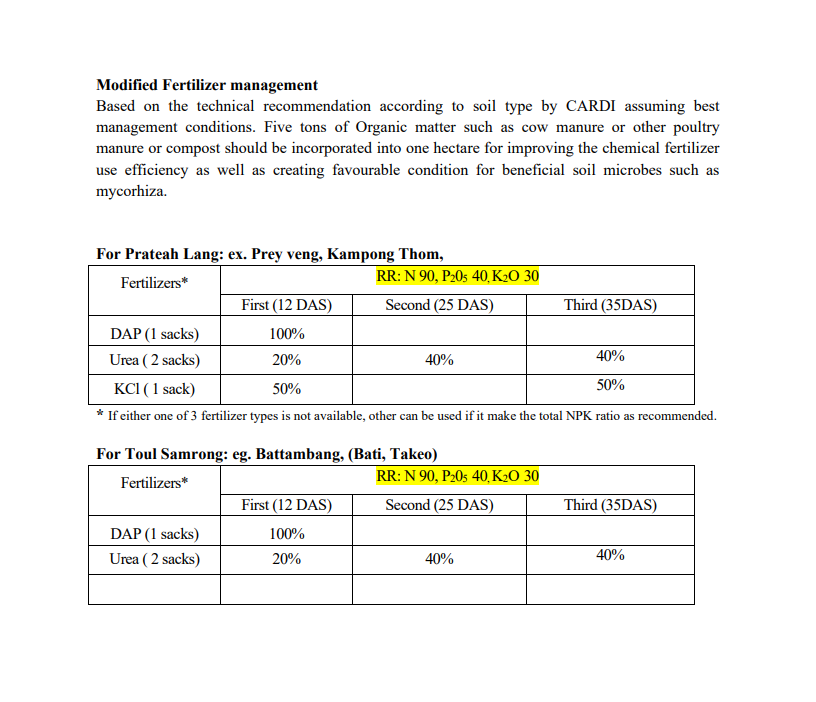 Modified Fertilizer management
Based on the technical recommendation according to soil type by CARDI assuming best
management conditions. Five tons of Organic matter such as cow manure or other poultry
manure or compost should be incorporated into one hectare for improving the chemical fertilizer
use efficiency as well as creating favourable condition for beneficial soil microbes such as
mycorhiza.
For Prateah Lang: ex. Prey veng, Kampong Thom,
Fertilizers* RR: N 90, P₂0₅ 40, K₂O 30
First (12 DAS) Second (25 DAS) Third (35DAS)
DAP (1 sacks) 100%
Urea ( 2 sacks) 20% 40% 40%
KCl ( 1 sack) 50% 50%
* If either one of 3 fertilizer types is not available, other can be used if it make the total NPK ratio as recommended.
For Toul Samrong: eg. Battambang, (Bati, Takeo)
Fertilizers* RR: N 90, P₂0₅ 40, K₂O 30
First (12 DAS) Second (25 DAS) Third (35DAS)
DAP (1 sacks) 100%
Urea ( 2 sacks) 20% 40% 40%